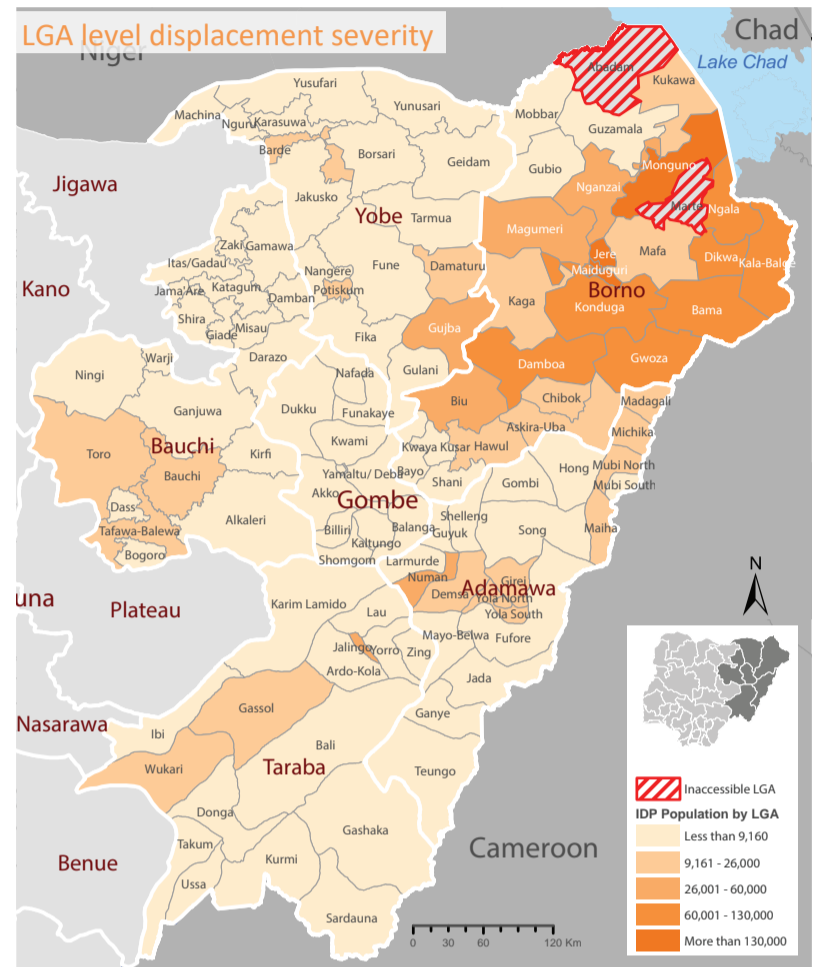 LGA level displacement severity
Niger
Chad
Lake Chad
Abadam
Kukawa
Yusufari
Machina
Nguru
Karasuwa
Yunusari
Mobbar
Guzamala
Barde
Borsari
Geidam
Gubio
Mongung
Jigawa
Nganzai
Jakusko
Yobe
Tarmua
Marte
Ngala
Magumeri
Zaki
Gamawa
Jere
Mafa
Itas/Gadau
Nangere
Fune
Damaturu
Maiduguri
Dikwa
Kala-Balge
Kano
Jama'Are
Katagum
Damban
Potiskum
Kaga
Borno
Konduga
Bama
Shira
Giade
Misau
Gujba
Fika
Warji
Darazo
Gulani
Damboa
Gwoza
Ningi
Nafada
Ganjuwa
Dukku
Funakaye
Biu
Chibok
Madagali
Askira-Uba
Michika
Toro
Bauchi
Bauchi
Kirfi
Kwami
Kwaya Kusar
Hawul
Hong
Mubi North
Yamaltu/ Deba
Bayo
Shani
Gombi
Mubi South
Dass
Akko
Gombe
Alkaleri
Tafawa-Balewa
Billiri
Balanga
Shelleng
Guyuk
Song
Maiha
Bogoro
Kaltungo
Shomgom
Larmurde
Numan
Demsa
Adamawa
Girei
Yola North
Yola South
una
Plateau
Karim Lamido
Lau
Mayo-Belwa
Fufore
Jalingo
Yorro
Zing
Ardo-Kola
Jada
Gassol
Ganye
Nasarawa
Ibi
Bali
Wukari
Taraba
Teungo
Donga
Gashaka
Takum
Benue
Kurmi
Cameroon
Ussa
Sardauna
0 30 60 120 Km
N
Inaccessible LGA
IDP Population by LGA
Less than 9,160
9,161 - 26,000
26,001 - 60,000
60,001 - 130,000
More than 130,000